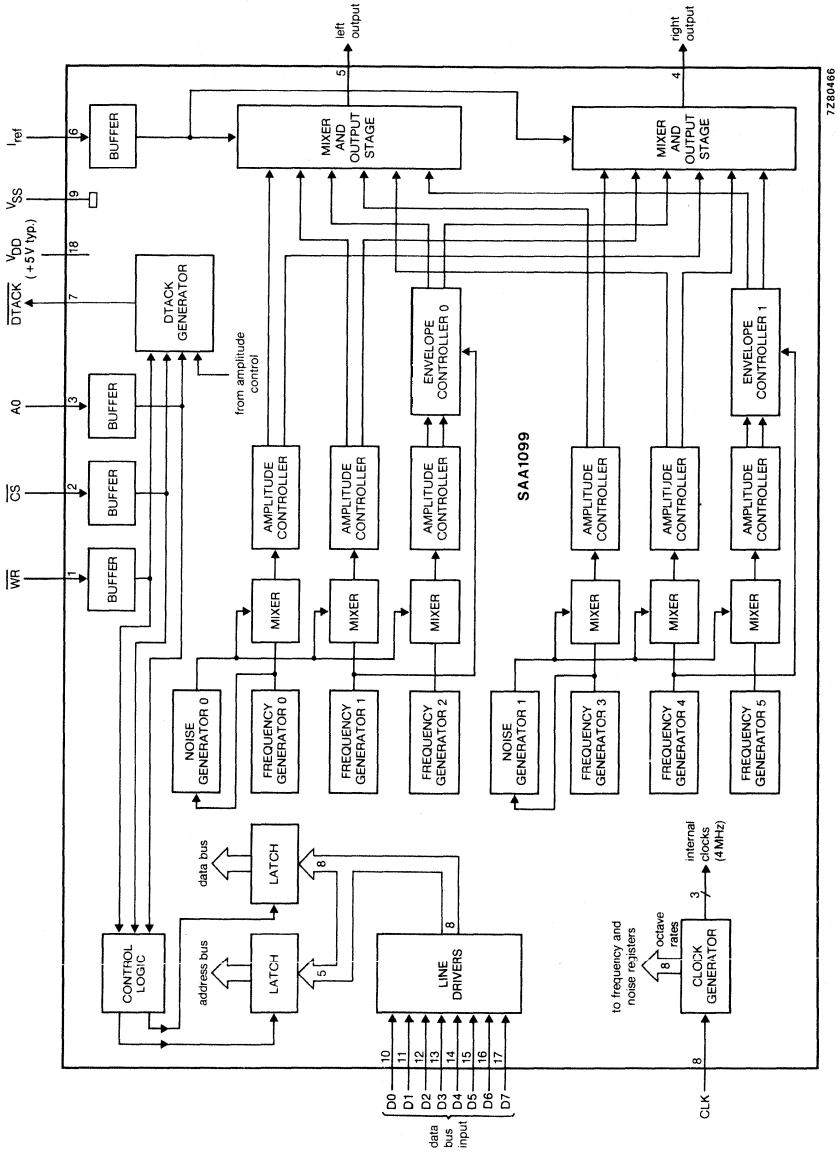 WR
CS
A0
DTACK
VDD
(+5 V typ.)
VSS
Iref
1
2
3
7
18
9
6
BUFFER
BUFFER
BUFFER
BUFFER
CONTROL
LOGIC
DTACK
GENERATOR
from amplitude
control
address bus
data bus
LATCH
LATCH
5
8
8
data
bus
input
D0
D1
D2
D3
D4
D5
D6
D7
10
11
12
13
14
15
16
17
LINE
DRIVERS
NOISE
GENERATOR 0
FREQUENCY
GENERATOR 0
MIXER
AMPLITUDE
CONTROLLER
FREQUENCY
GENERATOR 1
MIXER
AMPLITUDE
CONTROLLER
FREQUENCY
GENERATOR 2
MIXER
AMPLITUDE
CONTROLLER
ENVELOPE
CONTROLLER 0
MIXER
AND
OUTPUT
STAGE
5
left
output
SAA1099
NOISE
GENERATOR 1
FREQUENCY
GENERATOR 3
MIXER
AMPLITUDE
CONTROLLER
FREQUENCY
GENERATOR 4
MIXER
AMPLITUDE
CONTROLLER
FREQUENCY
GENERATOR 5
MIXER
AMPLITUDE
CONTROLLER
ENVELOPE
CONTROLLER 1
MIXER
AND
OUTPUT
STAGE
4
right
output
to frequency and
noise registers
8
octave
rates
CLK
8
CLOCK
GENERATOR
3
internal
clocks
(4 MHz)
7Z80466